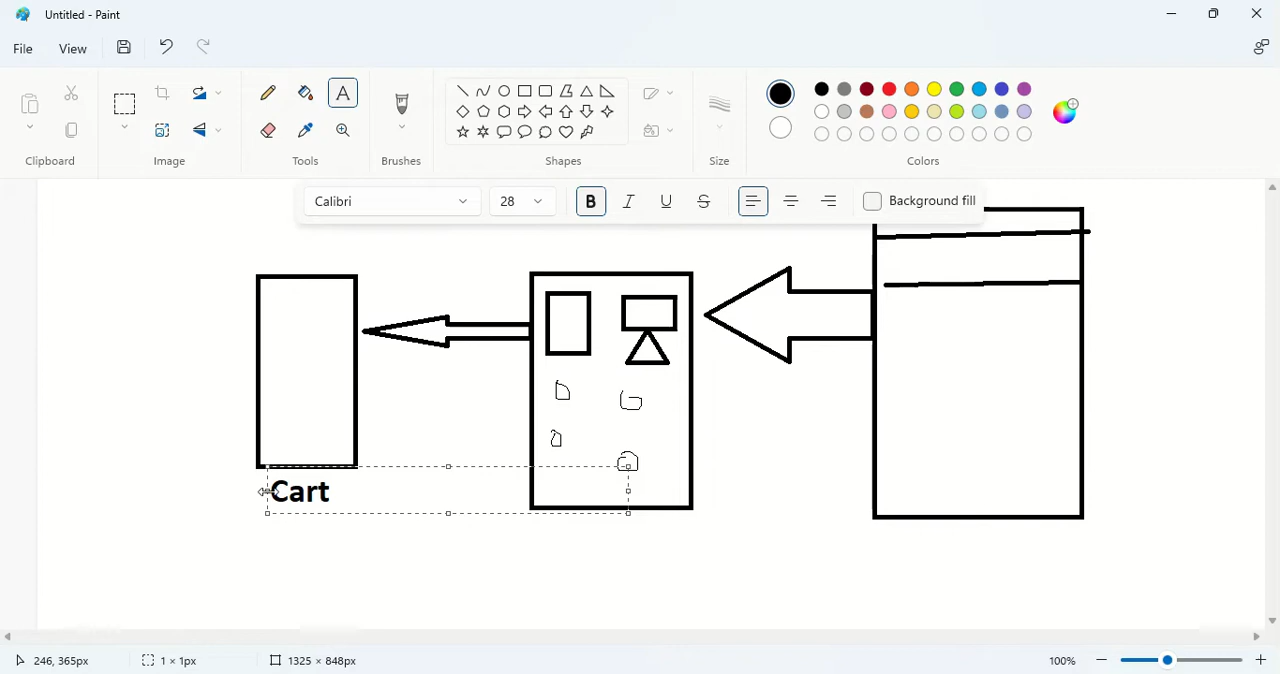 Untitled - Paint
File View
Clipboard Image Tools Brushes Shapes Size Colors
Calibri 28 B I U S Background fill
Cart
246, 365px 1 × 1px 1325 × 848px 100%